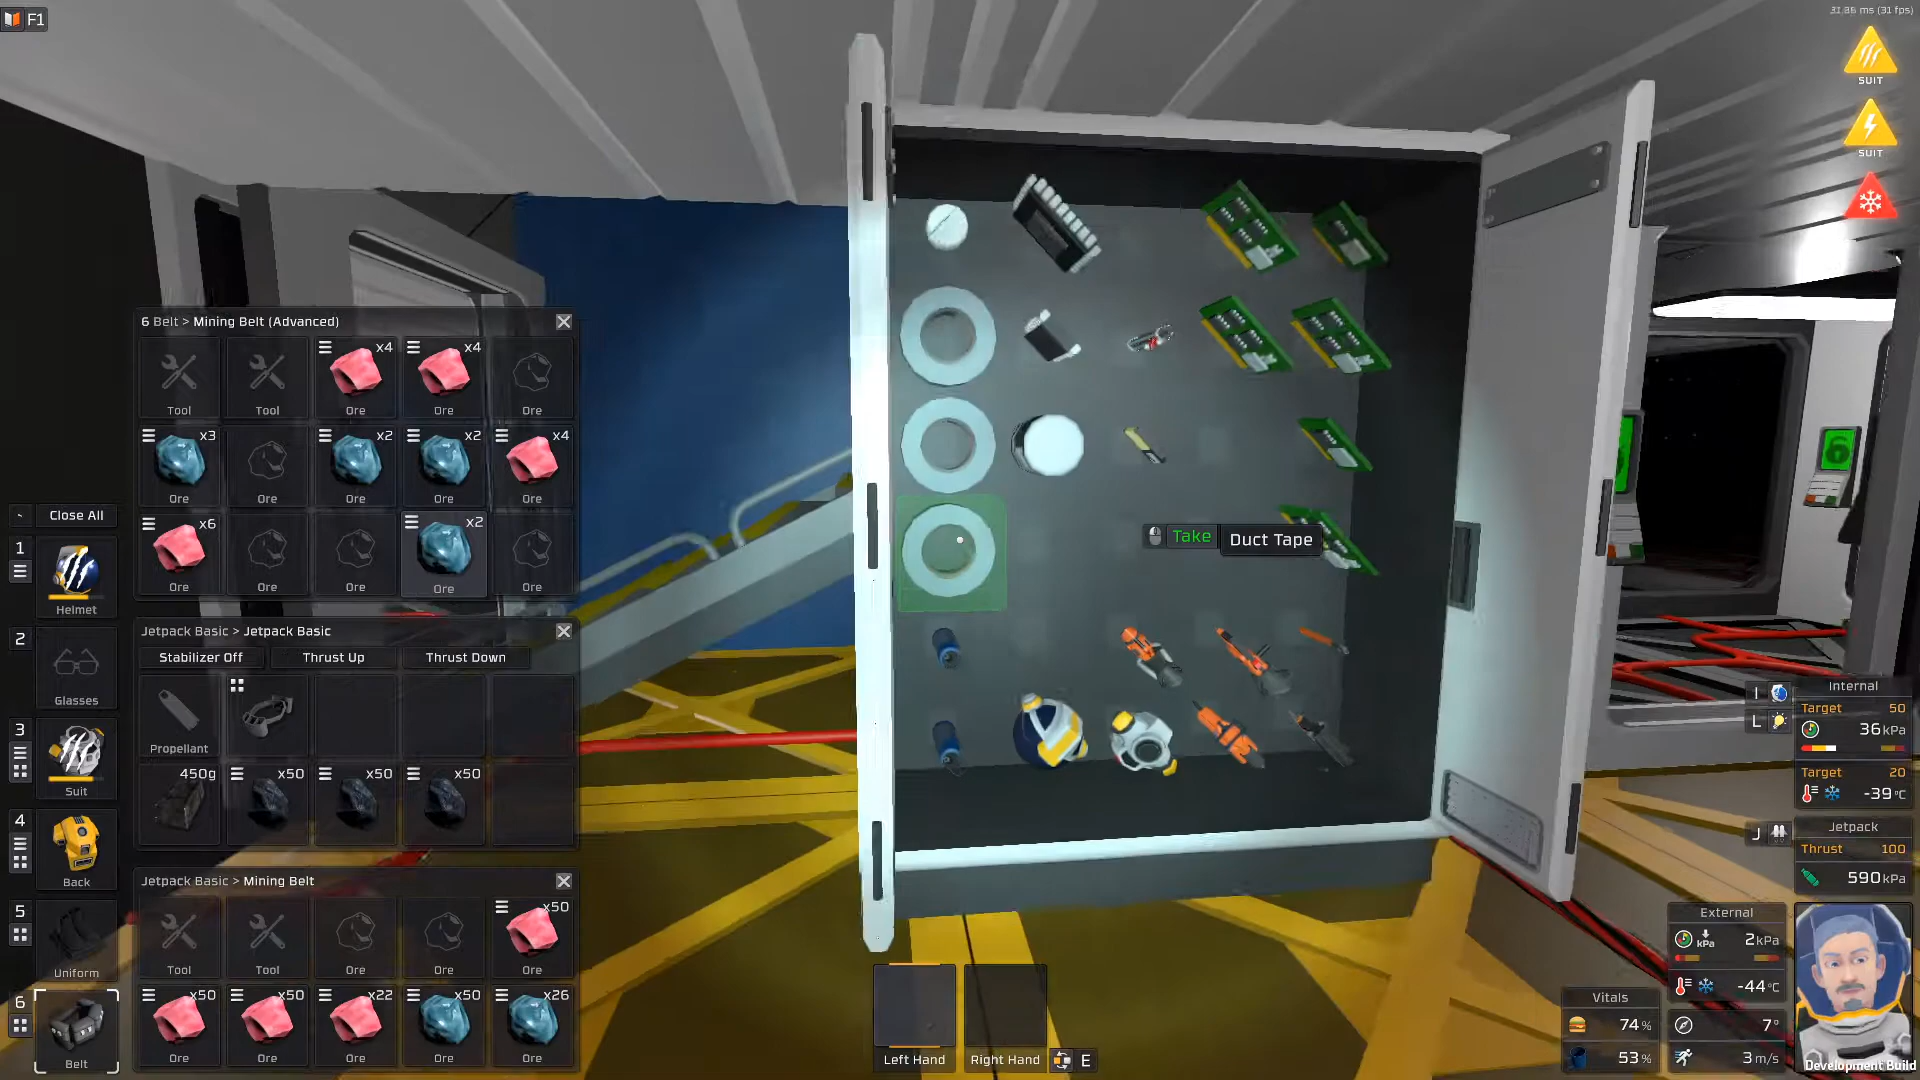 F1
31.86 ms (31 fps)
SUIT
SUIT
6 Belt > Mining Belt (Advanced)
x4 x4
Tool Tool Ore Ore Ore
x3 x2 x2 x4
Ore Ore Ore Ore Ore
x6 x2
Ore Ore Ore Ore Ore
Close All
1
Helmet
2
Glasses
3
Suit
4
Back
5
Uniform
6
Belt
Jetpack Basic > Jetpack Basic
Stabilizer Off Thrust Up Thrust Down
Propellant
450g x50 x50 x50
Jetpack Basic > Mining Belt
x50
Tool Tool Ore Ore Ore
x50 x50 x22 x50 x26
Ore Ore Ore Ore Ore
Take Duct Tape
6
Left Hand Right Hand E
I Internal
Target 50
L 36kPa
Target 20
-39°C
J Jetpack
Thrust 100
590kPa
External
kPa 2kPa
-44°C
Vitals
74% 7°
53% 3m/s
Development Build